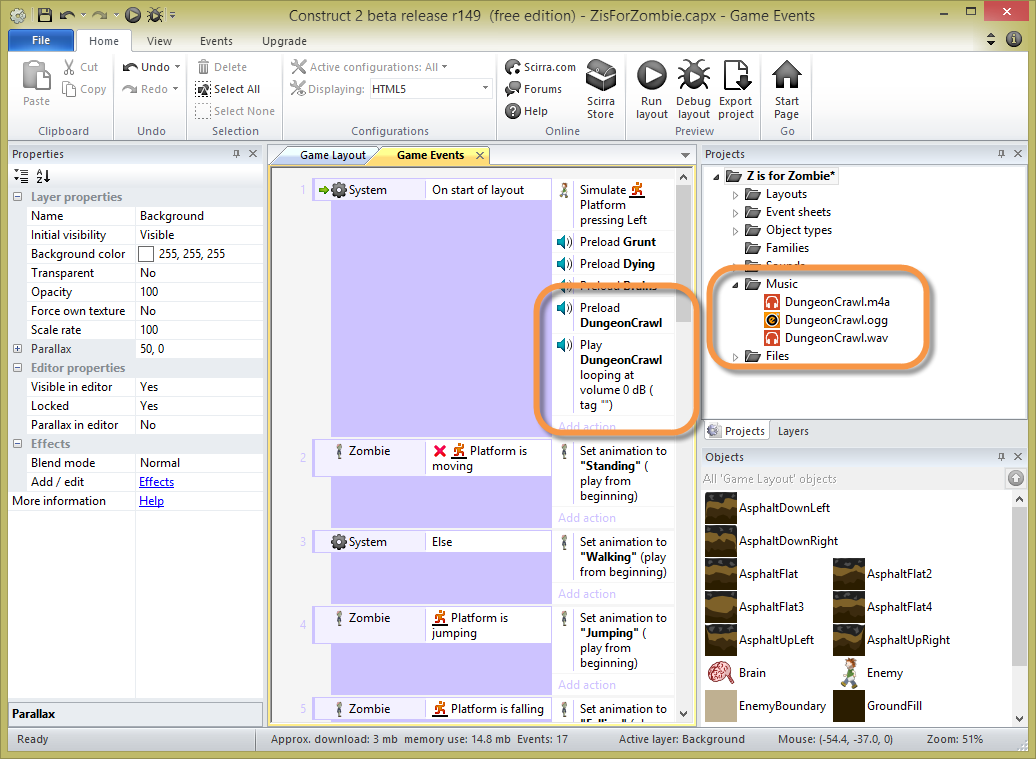 Construct 2 beta release r149 (free edition) - ZisForZombie.capx - Game Events
File Home View Events Upgrade
Paste
Cut
Copy
Clipboard
Undo
Redo
Undo
Delete
Select All
Select None
Selection
Active configurations: All
Displaying: HTML5
Configurations
Scirra.com
Forums
Help
Scirra
Store
Online
Run
layout
Debug
layout
Export
project
Preview
Start
Page
Go
Properties
Layer properties
Name Background
Initial visibility Visible
Background color 255, 255, 255
Transparent No
Opacity 100
Force own texture No
Scale rate 100
Parallax 50, 0
Editor properties
Visible in editor Yes
Locked Yes
Parallax in editor No
Effects
Blend mode Normal
Add / edit Effects
More information Help
Parallax
Game Layout Game Events
1 System On start of layout
Simulate
Platform
pressing Left
Preload Grunt
Preload Dying
Preload Brains
Preload
DungeonCrawl
Play
DungeonCrawl
looping at
volume 0 dB (
tag "")
Add action
2 Zombie Platform is
moving
Set animation to
"Standing" (
play from
beginning)
Add action
3 System Else
Set animation to
"Walking" (play
from beginning)
Add action
4 Zombie Platform is
jumping
Set animation to
"Jumping" (
play from
beginning)
Add action
5 Zombie Platform is falling
Set animation to
"Falling" (play
Projects
Z is for Zombie*
Layouts
Event sheets
Object types
Families
Sounds
Music
DungeonCrawl.m4a
DungeonCrawl.ogg
DungeonCrawl.wav
Files
Projects Layers
Objects
All 'Game Layout' objects
AsphaltDownLeft
AsphaltDownRight
AsphaltFlat AsphaltFlat2
AsphaltFlat3 AsphaltFlat4
AsphaltUpLeft AsphaltUpRight
Brain Enemy
EnemyBoundary GroundFill
Ready Approx. download: 3 mb memory use: 14.8 mb Events: 17 Active layer: Background Mouse: (-54.4, -37.0, 0) Zoom: 51%